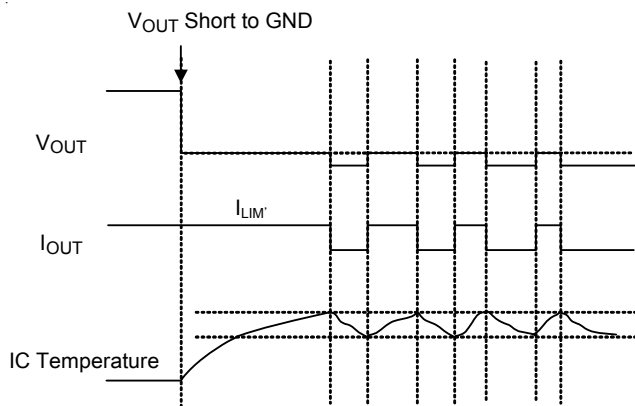 VOUT Short to GND
VOUT
ILIM'
IOUT
IC Temperature